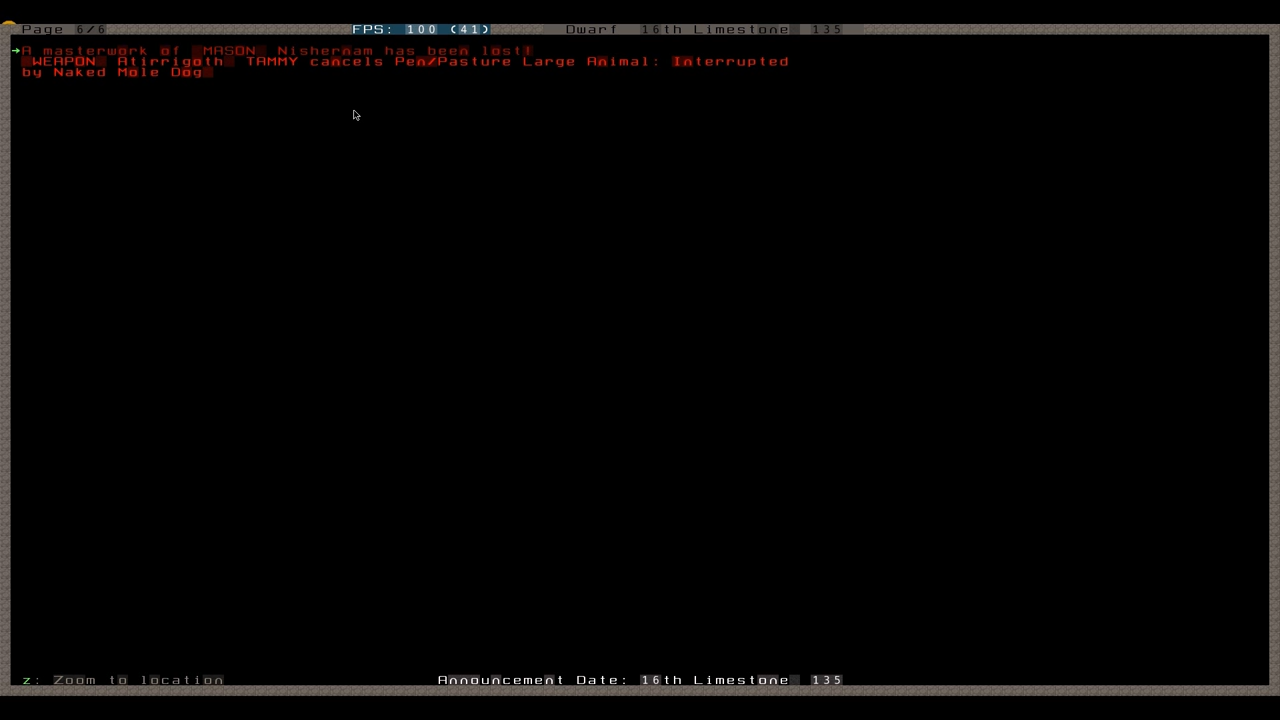 Page 6/6 FPS: 100 (41) Dwarf 16th Limestone 135
A masterwork of MASON Nishernam has been lost!
WEAPON Atirrigoth TAMMY cancels Pen/Pasture Large Animal: Interrupted
by Naked Mole Dog
z: Zoom to location Announcement Date: 16th Limestone 135